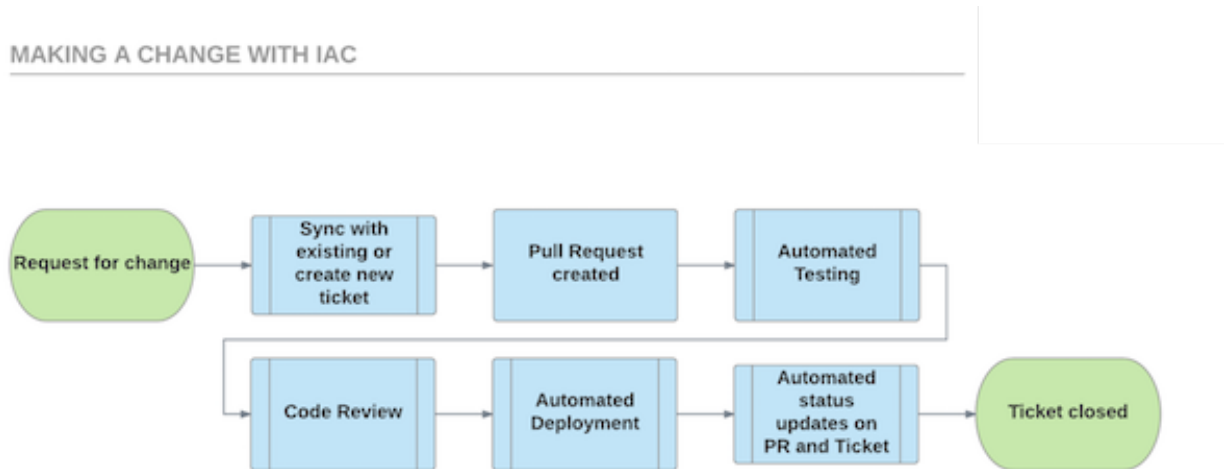 MAKING A CHANGE WITH IAC
Request for change
Sync with
existing or
create new
ticket
Pull Request
created
Automated
Testing
Code Review
Automated
Deployment
Automated
status
updates on
PR and Ticket
Ticket closed